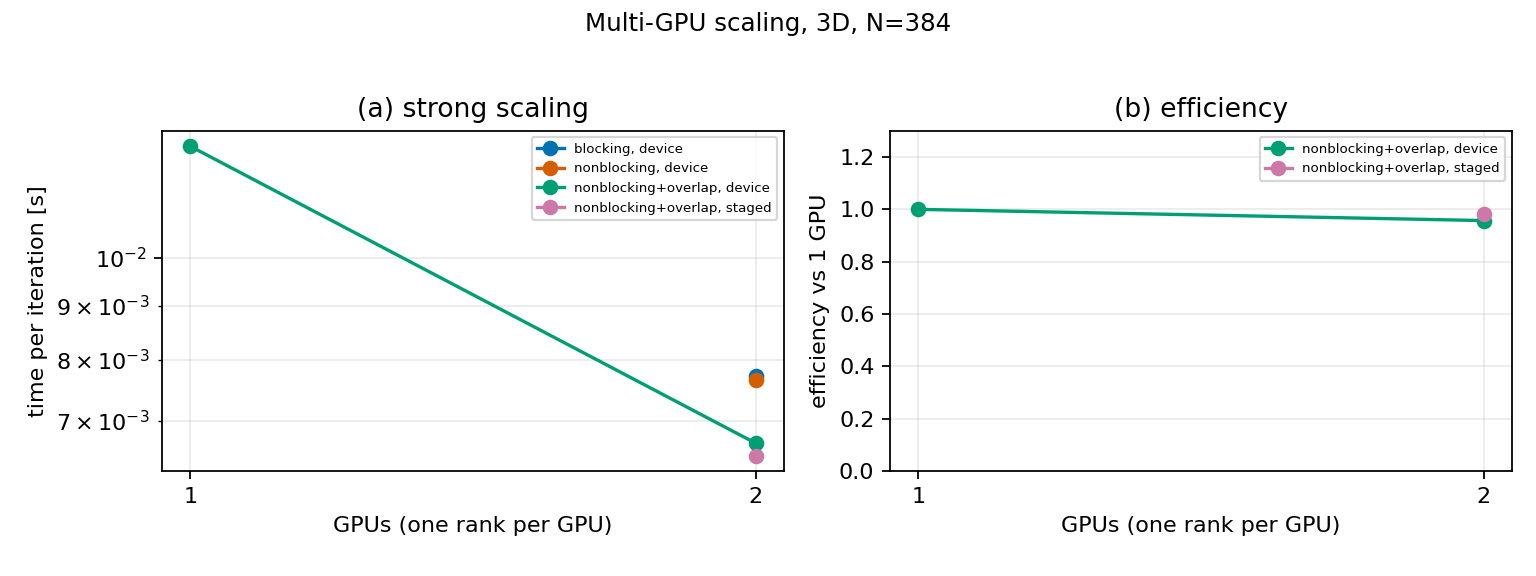 Multi-GPU scaling, 3D, N=384
(a) strong scaling
time per iteration [s]
10⁻²
9 × 10⁻³
8 × 10⁻³
7 × 10⁻³
blocking, device
nonblocking, device
nonblocking+overlap, device
nonblocking+overlap, staged
1
2
GPUs (one rank per GPU)
(b) efficiency
efficiency vs 1 GPU
1.2
1.0
0.8
0.6
0.4
0.2
0.0
nonblocking+overlap, device
nonblocking+overlap, staged
1
2
GPUs (one rank per GPU)